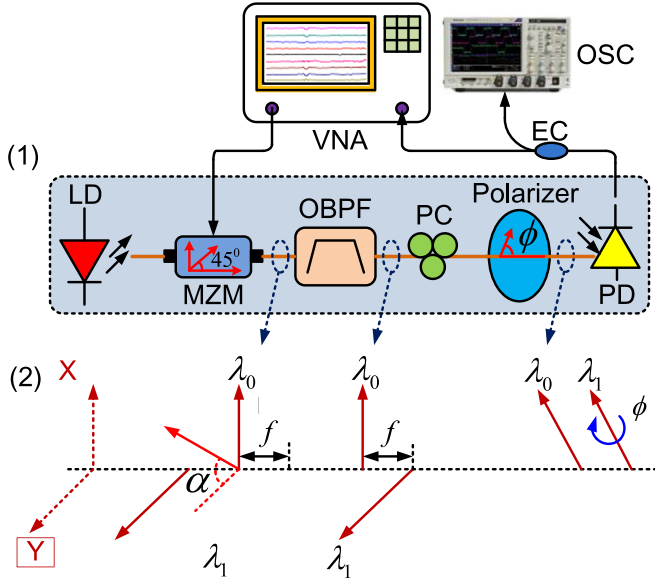 OSC
VNA
EC
(1)
LD
OBPF
PC
Polarizer
45⁰
ϕ
MZM
PD
(2)
X
λ₀
λ₀
λ₀
λ₁
f
f
ϕ
α
Y
λ₁
λ₁